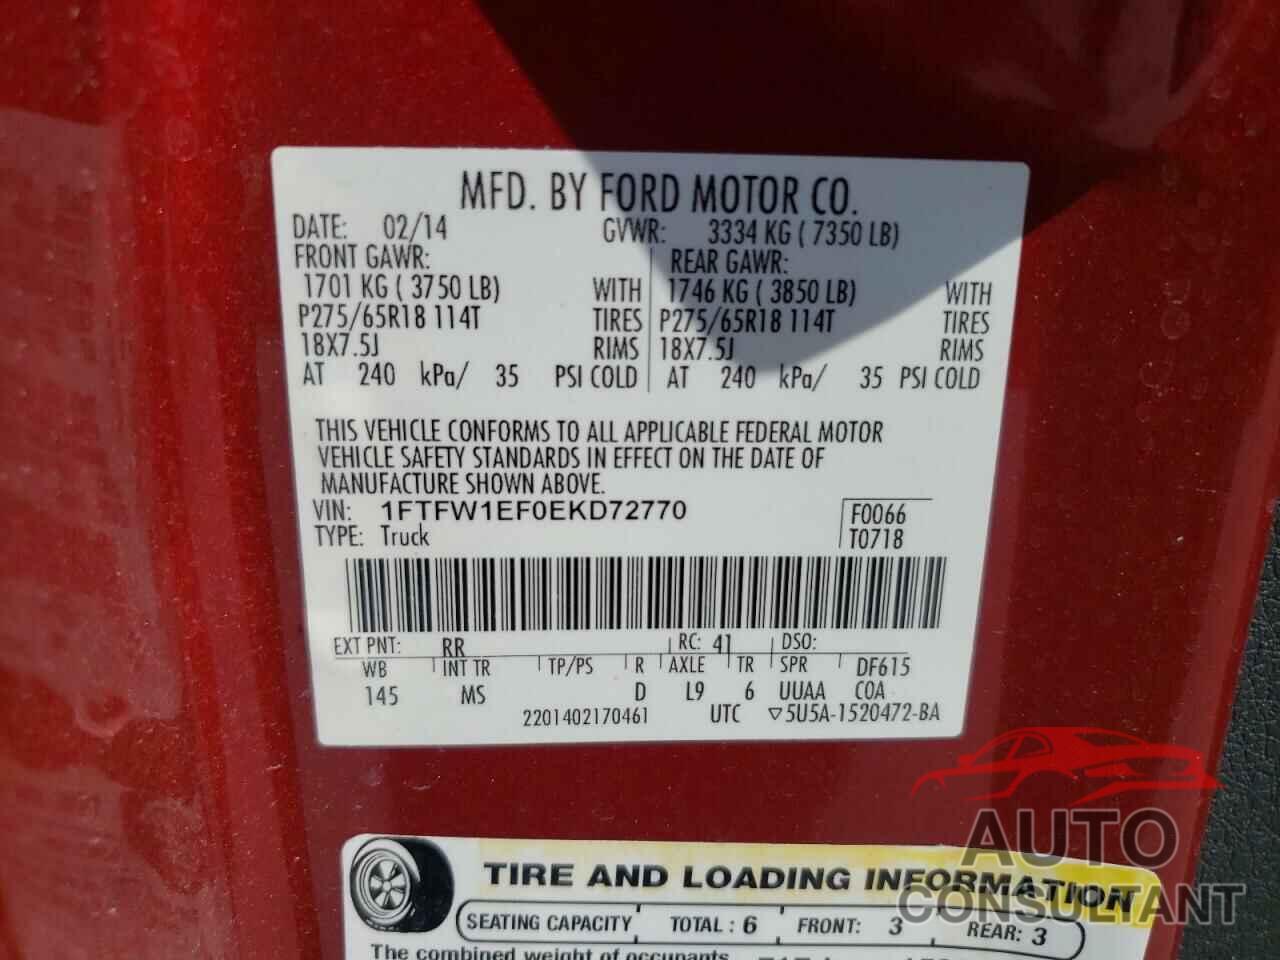 MFD. BY FORD MOTOR CO.
DATE: 02/14 GVWR: 3334 KG ( 7350 LB)
FRONT GAWR: REAR GAWR:
1701 KG ( 3750 LB) WITH 1746 KG ( 3850 LB) WITH
P275/65R18 114T TIRES P275/65R18 114T TIRES
18X7.5J RIMS 18X7.5J RIMS
AT 240 kPa/ 35 PSI COLD AT 240 kPa/ 35 PSI COLD
THIS VEHICLE CONFORMS TO ALL APPLICABLE FEDERAL MOTOR
VEHICLE SAFETY STANDARDS IN EFFECT ON THE DATE OF
MANUFACTURE SHOWN ABOVE.
VIN: 1FTFW1EF0EKD72770 F0066
TYPE: Truck T0718
EXT PNT: RR RC: 41 DSO:
WB INT TR TP/PS R AXLE TR SPR DF615
145 MS D L9 6 UUAA COA
2201402170461 UTC ▽5U5A-1520472-BA
TIRE AND LOADING INFORMATION
SEATING CAPACITY TOTAL : 6 FRONT: 3 REAR: 3
The combined weight of occupants
AUTO
CONSULTANT